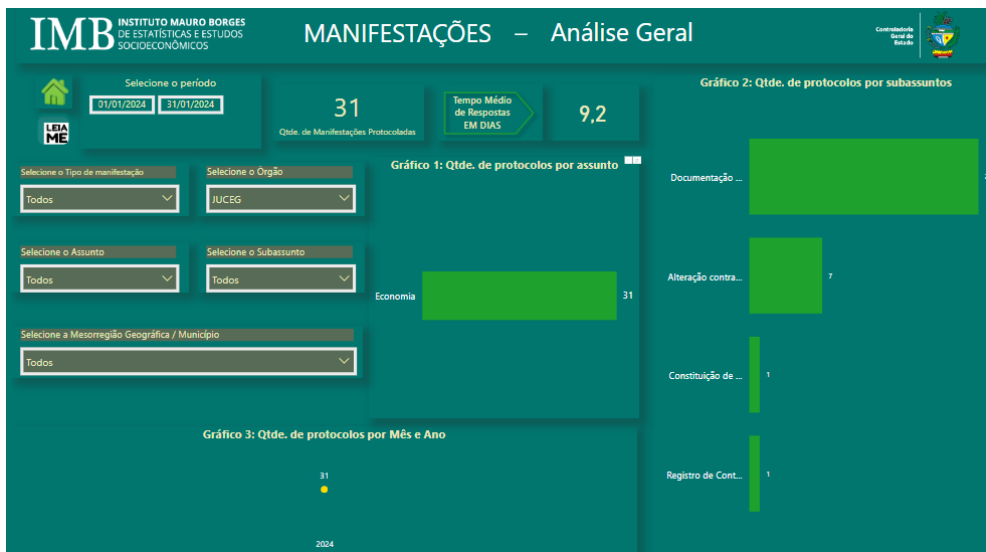 IMB
INSTITUTO MAURO BORGES
DE ESTATÍSTICAS E ESTUDOS
SOCIOECONÔMICOS
MANIFESTAÇÕES – Análise Geral
Controladoria
Geral do
Estado
Selecione o período
01/01/2024 31/01/2024
LEIA
ME
31
Qtde. de Manifestações Protocoladas
Tempo Médio
de Respostas
EM DIAS
9,2
Selecione o Tipo de manifestação
Todos
Selecione o Órgão
JUCEG
Selecione o Assunto
Todos
Selecione o Subassunto
Todos
Selecione a Mesorregião Geográfica / Município
Todos
Gráfico 1: Qtde. de protocolos por assunto
Economia 31
Gráfico 2: Qtde. de protocolos por subassuntos
Documentação ...
Alteração contra... 7
Constituição de ... 1
Registro de Cont... 1
Gráfico 3: Qtde. de protocolos por Mês e Ano
31
2024